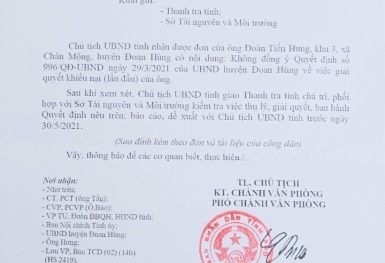 Kính gửi:
- Thanh tra tỉnh;
- Sở Tài nguyên và Môi trường
Chủ tịch UBND tỉnh nhận được đơn của ông Đoàn Tiến Hưng, khu 3, xã
Chân Mộng, huyện Đoan Hùng có nội dung: Không đồng ý Quyết định số
996/QĐ-UBND ngày 29/3/2021 của UBND huyện Đoan Hùng về việc giải
quyết khiếu nại (lần đầu) của ông.
Sau khi xem xét, Chủ tịch UBND tỉnh giao Thanh tra tỉnh chủ trì, phối
hợp với Sở Tài nguyên và Môi trường kiểm tra việc thụ lý, giải quyết, ban hành
Quyết định nêu trên; báo cáo, đề xuất với Chủ tịch UBND tỉnh trước ngày
30/5/2021.
(Sao đính kèm theo đơn và tài liệu của công dân)
Vậy, thông báo để các cơ quan biết, thực hiện./.
Nơi nhận:
- Như trên;
- CT, PCT (ông Tấn);
- CVP, PCVP (Ô.Bảo);
- VP TU, Đoàn ĐBQH, HĐND tỉnh;
- Ban Nội chính Tỉnh ủy;
- UBND huyện Đoan Hùng;
- Ông Hưng;
- Lưu VP, Ban TCD (02) (14b)
(HS 2419).
TL. CHỦ TỊCH
KT. CHÁNH VĂN PHÒNG
PHÓ CHÁNH VĂN PHÒNG